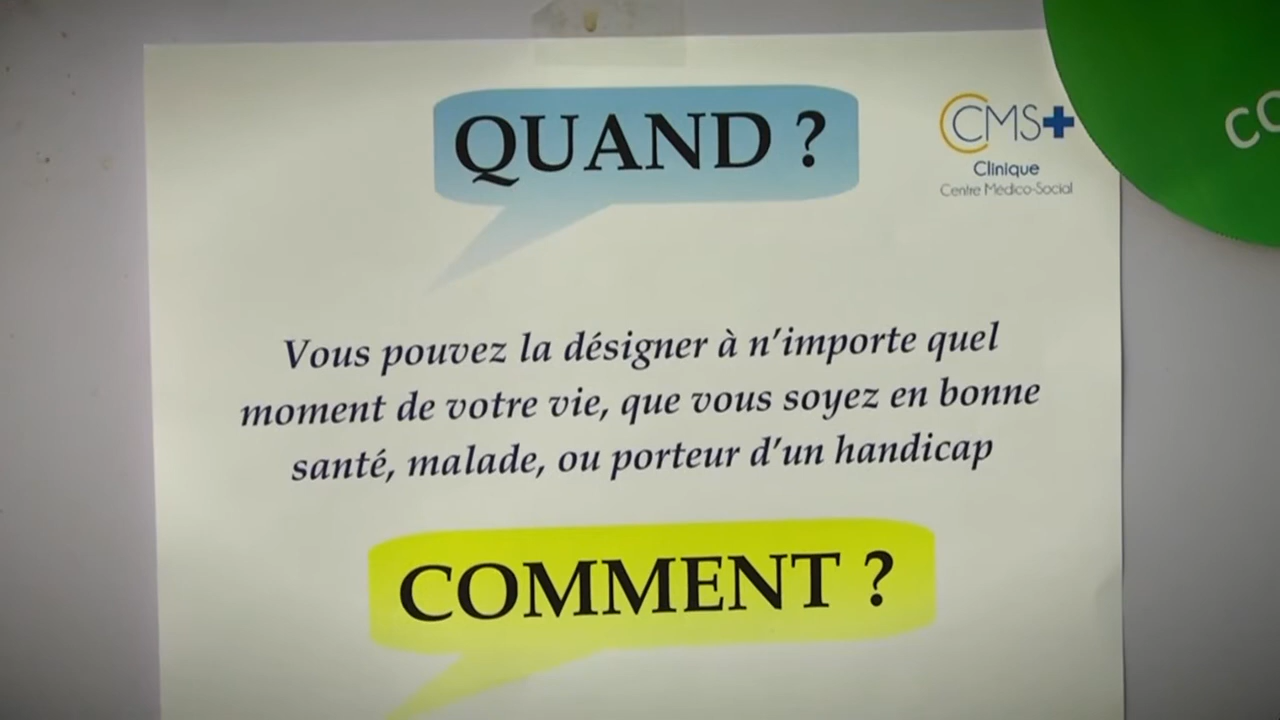 QUAND ?
CMS+
Clinique
Centre Médico-Social
Vous pouvez la désigner à n'importe quel
moment de votre vie, que vous soyez en bonne
santé, malade, ou porteur d'un handicap
COMMENT ?